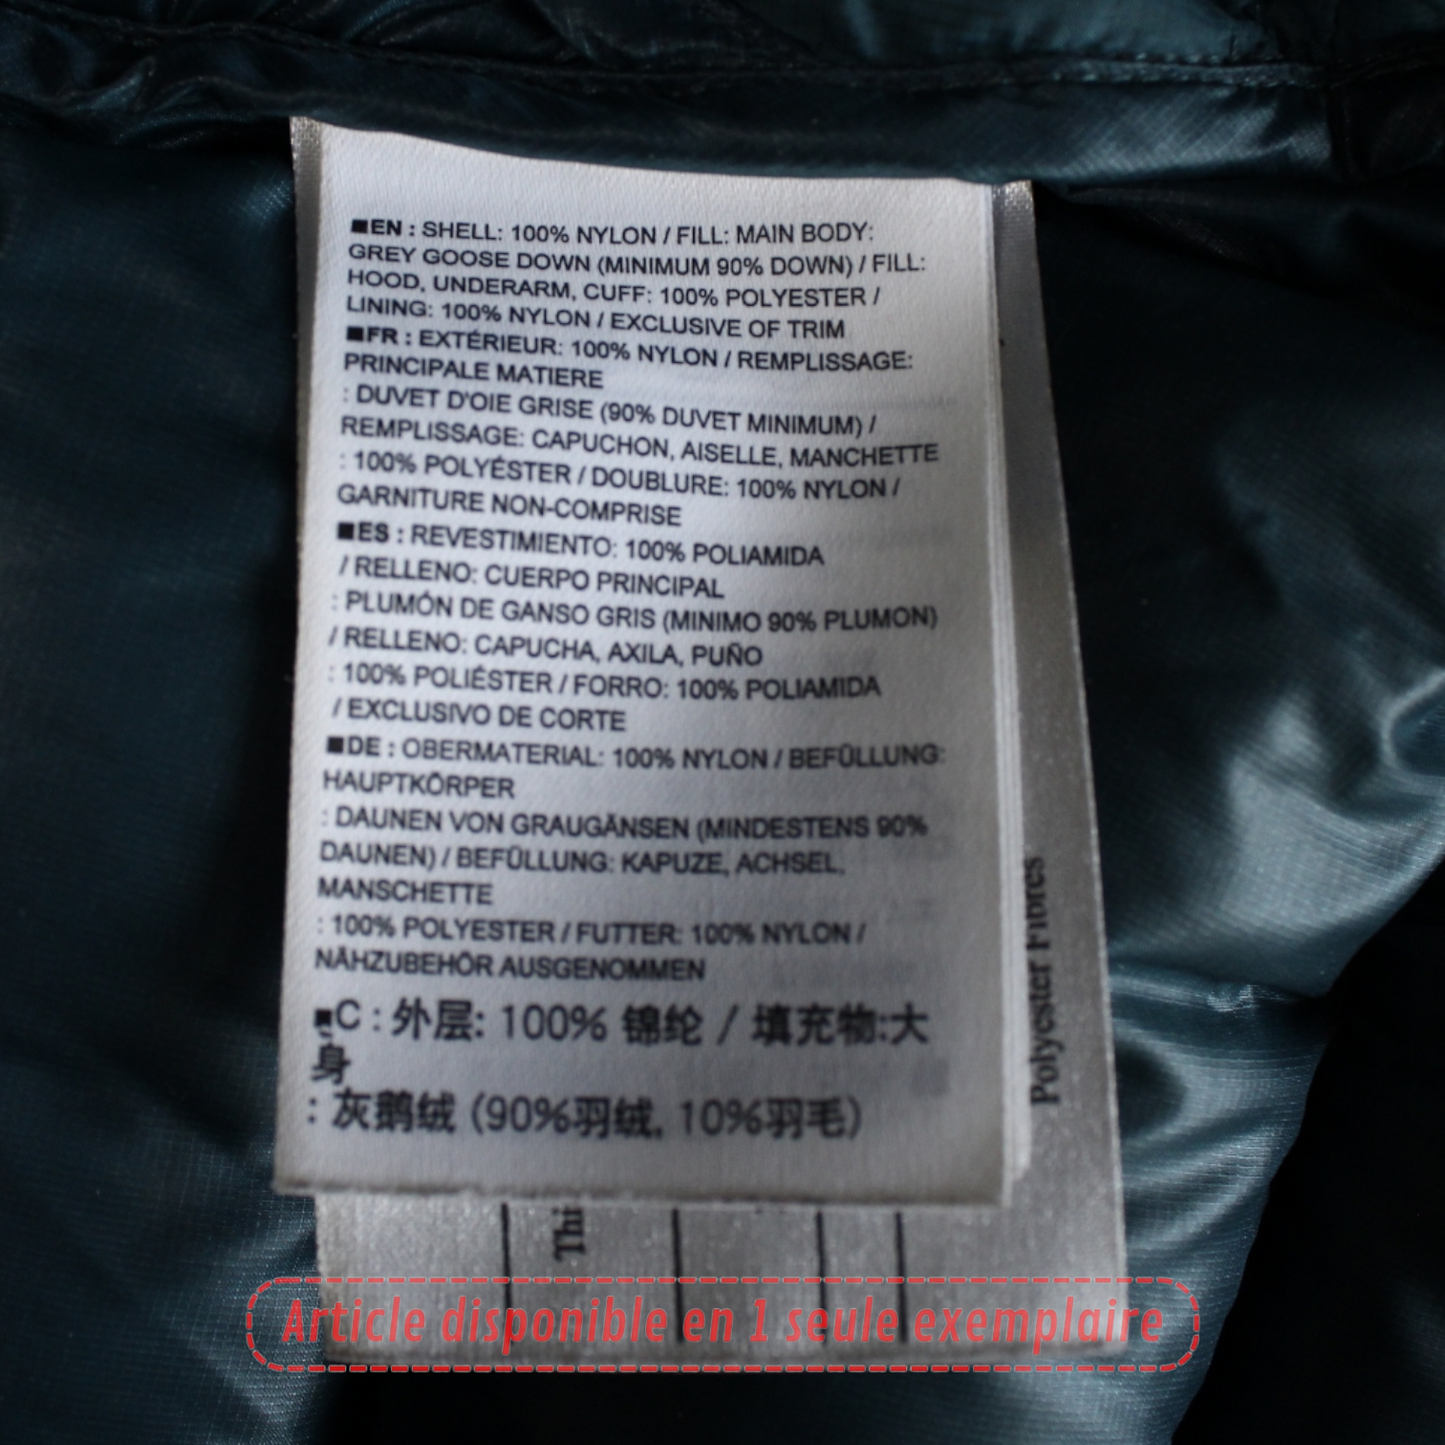 ■EN : SHELL: 100% NYLON / FILL: MAIN BODY:
GREY GOOSE DOWN (MINIMUM 90% DOWN) / FILL:
HOOD, UNDERARM, CUFF: 100% POLYESTER /
LINING: 100% NYLON / EXCLUSIVE OF TRIM
■FR : EXTÉRIEUR: 100% NYLON / REMPLISSAGE:
PRINCIPALE MATIERE
: DUVET D'OIE GRISE (90% DUVET MINIMUM) /
REMPLISSAGE: CAPUCHON, AISELLE, MANCHETTE
: 100% POLYÉSTER / DOUBLURE: 100% NYLON /
GARNITURE NON-COMPRISE
■ES : REVESTIMIENTO: 100% POLIAMIDA
/ RELLENO: CUERPO PRINCIPAL
: PLUMÓN DE GANSO GRIS (MINIMO 90% PLUMON)
/ RELLENO: CAPUCHA, AXILA, PUÑO
: 100% POLIÉSTER / FORRO: 100% POLIAMIDA
/ EXCLUSIVO DE CORTE
■DE : OBERMATERIAL: 100% NYLON / BEFÜLLUNG:
HAUPTKÖRPER
: DAUNEN VON GRAUGÄNSEN (MINDESTENS 90%
DAUNEN) / BEFÜLLUNG: KAPUZE, ACHSEL,
MANSCHETTE
: 100% POLYESTER / FUTTER: 100% NYLON /
NÄHZUBEHÖR AUSGENOMMEN
■C : 外层: 100% 锦纶 / 填充物:大
身
: 灰鹅绒 (90%羽绒, 10%羽毛)
Polyester Fibres
Thi
Article disponible en 1 seule exemplaire